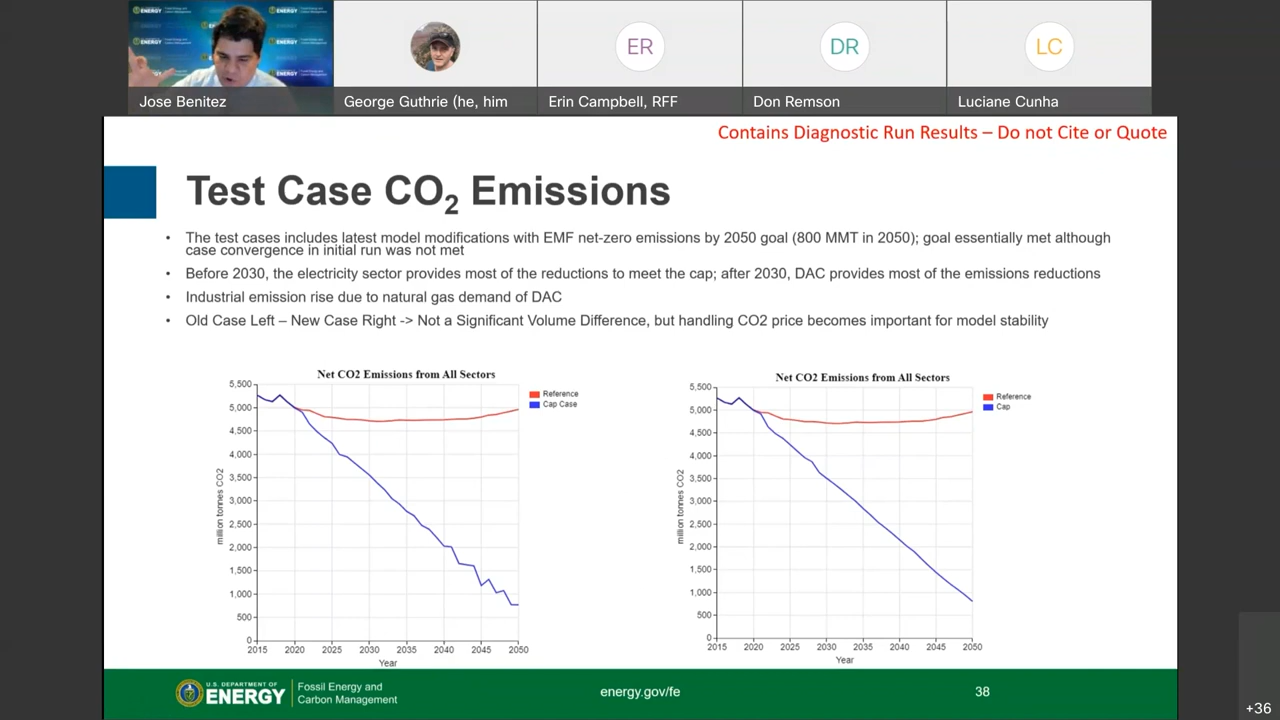 ENERGY
Fossil Energy and
Carbon Management
ENERGY
ENERGY
ENERGY
ER
DR
LC
Jose Benitez
George Guthrie (he, him
Erin Campbell, RFF
Don Remson
Luciane Cunha
Contains Diagnostic Run Results – Do not Cite or Quote
Test Case CO2 Emissions
• The test cases includes latest model modifications with EMF net-zero emissions by 2050 goal (800 MMT in 2050); goal essentially met although
case convergence in initial run was not met
• Before 2030, the electricity sector provides most of the reductions to meet the cap; after 2030, DAC provides most of the emissions reductions
• Industrial emission rise due to natural gas demand of DAC
• Old Case Left – New Case Right -> Not a Significant Volume Difference, but handling CO2 price becomes important for model stability
Net CO2 Emissions from All Sectors
Reference
Cap Case
5,500
5,000
4,500
4,000
3,500
3,000
2,500
2,000
1,500
1,000
500
0
million tonnes CO2
2015 2020 2025 2030 2035 2040 2045 2050
Year
Net CO2 Emissions from All Sectors
Reference
Cap
5,500
5,000
4,500
4,000
3,500
3,000
2,500
2,000
1,500
1,000
500
0
million tonnes CO2
2015 2020 2025 2030 2035 2040 2045 2050
Year
U.S. DEPARTMENT OF
ENERGY
Fossil Energy and
Carbon Management
energy.gov/fe
38
+36